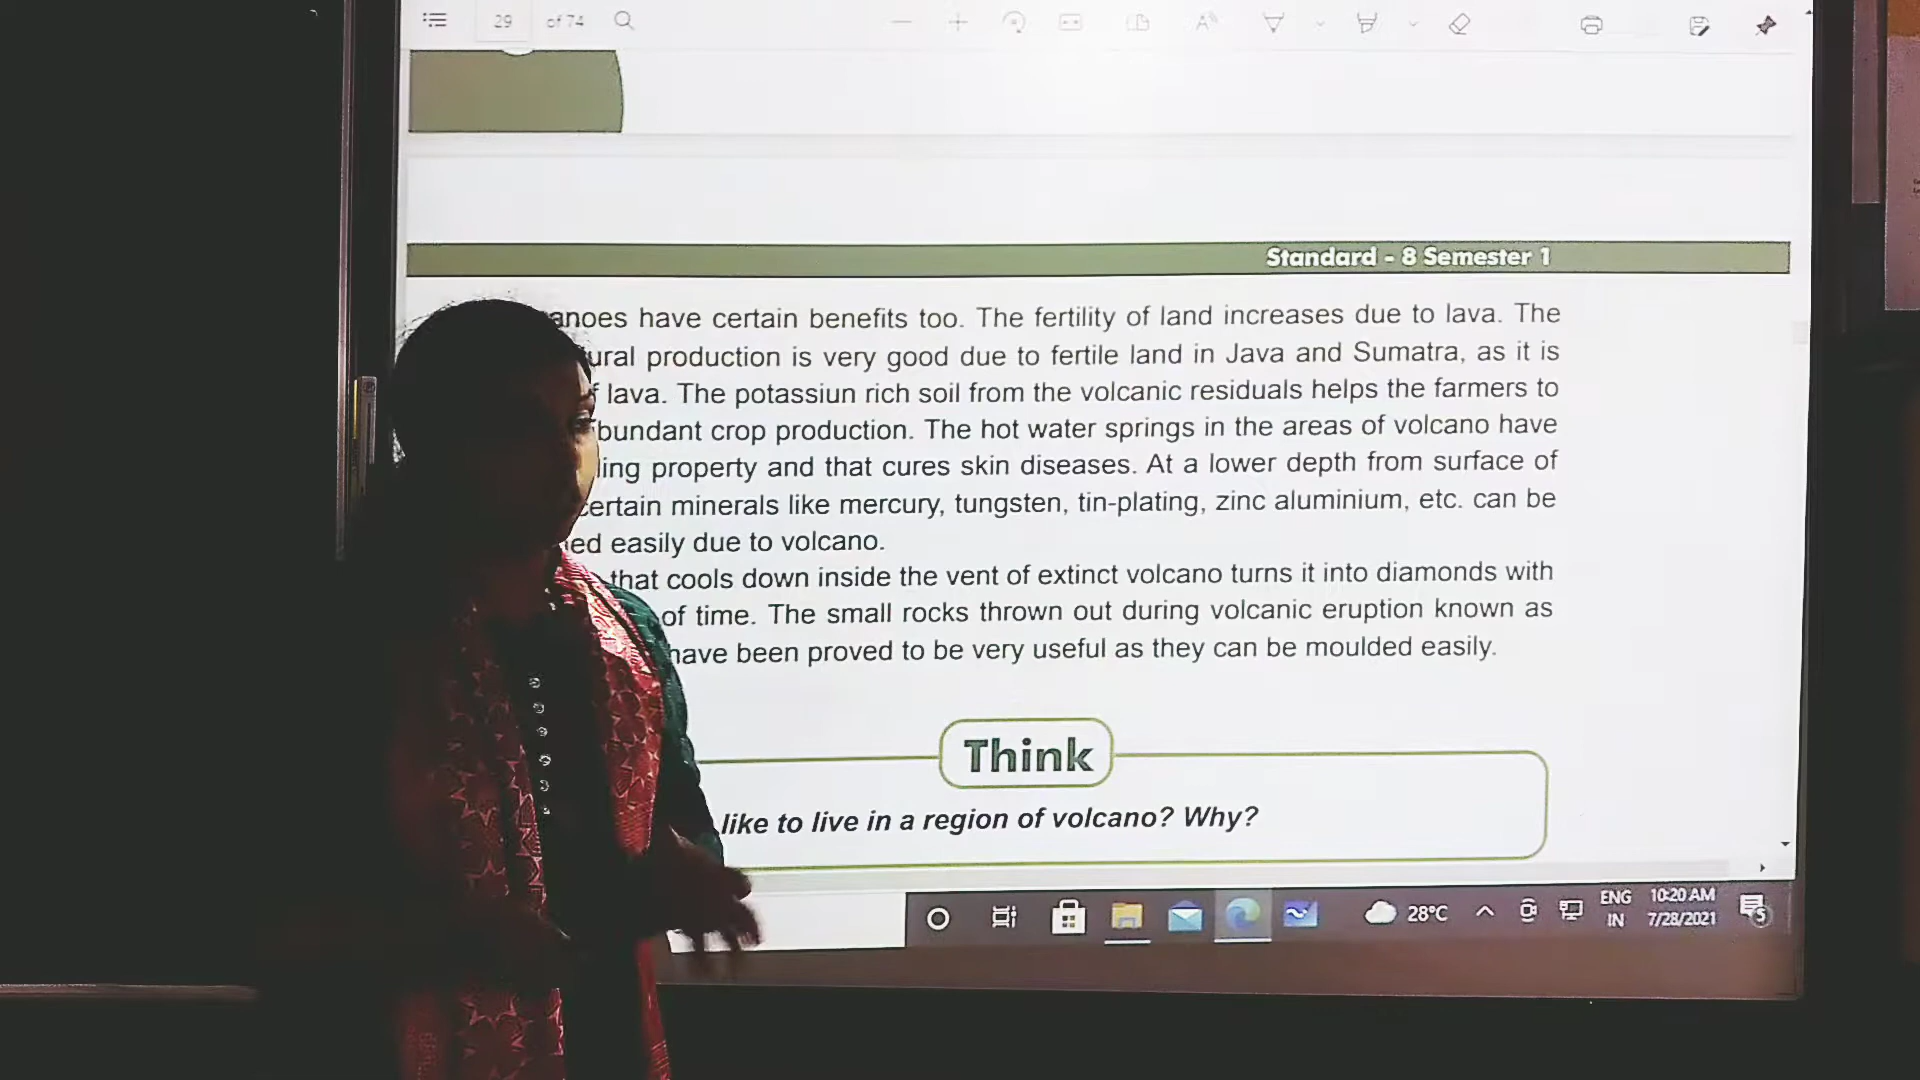 29 of 74
Standard - 8 Semester 1
have certain benefits too. The fertility of land increases due to lava. The
production is very good due to fertile land in Java and Sumatra, as it is
lava. The potassiun rich soil from the volcanic residuals helps the farmers to
crop production. The hot water springs in the areas of volcano have
property and that cures skin diseases. At a lower depth from surface of
certain minerals like mercury, tungsten, tin-plating, zinc aluminium, etc. can be
easily due to volcano.
that cools down inside the vent of extinct volcano turns it into diamonds with
of time. The small rocks thrown out during volcanic eruption known as
have been proved to be very useful as they can be moulded easily.
Think
like to live in a region of volcano? Why?
28°C
ENG 10:20 AM
IN 7/28/2021
5